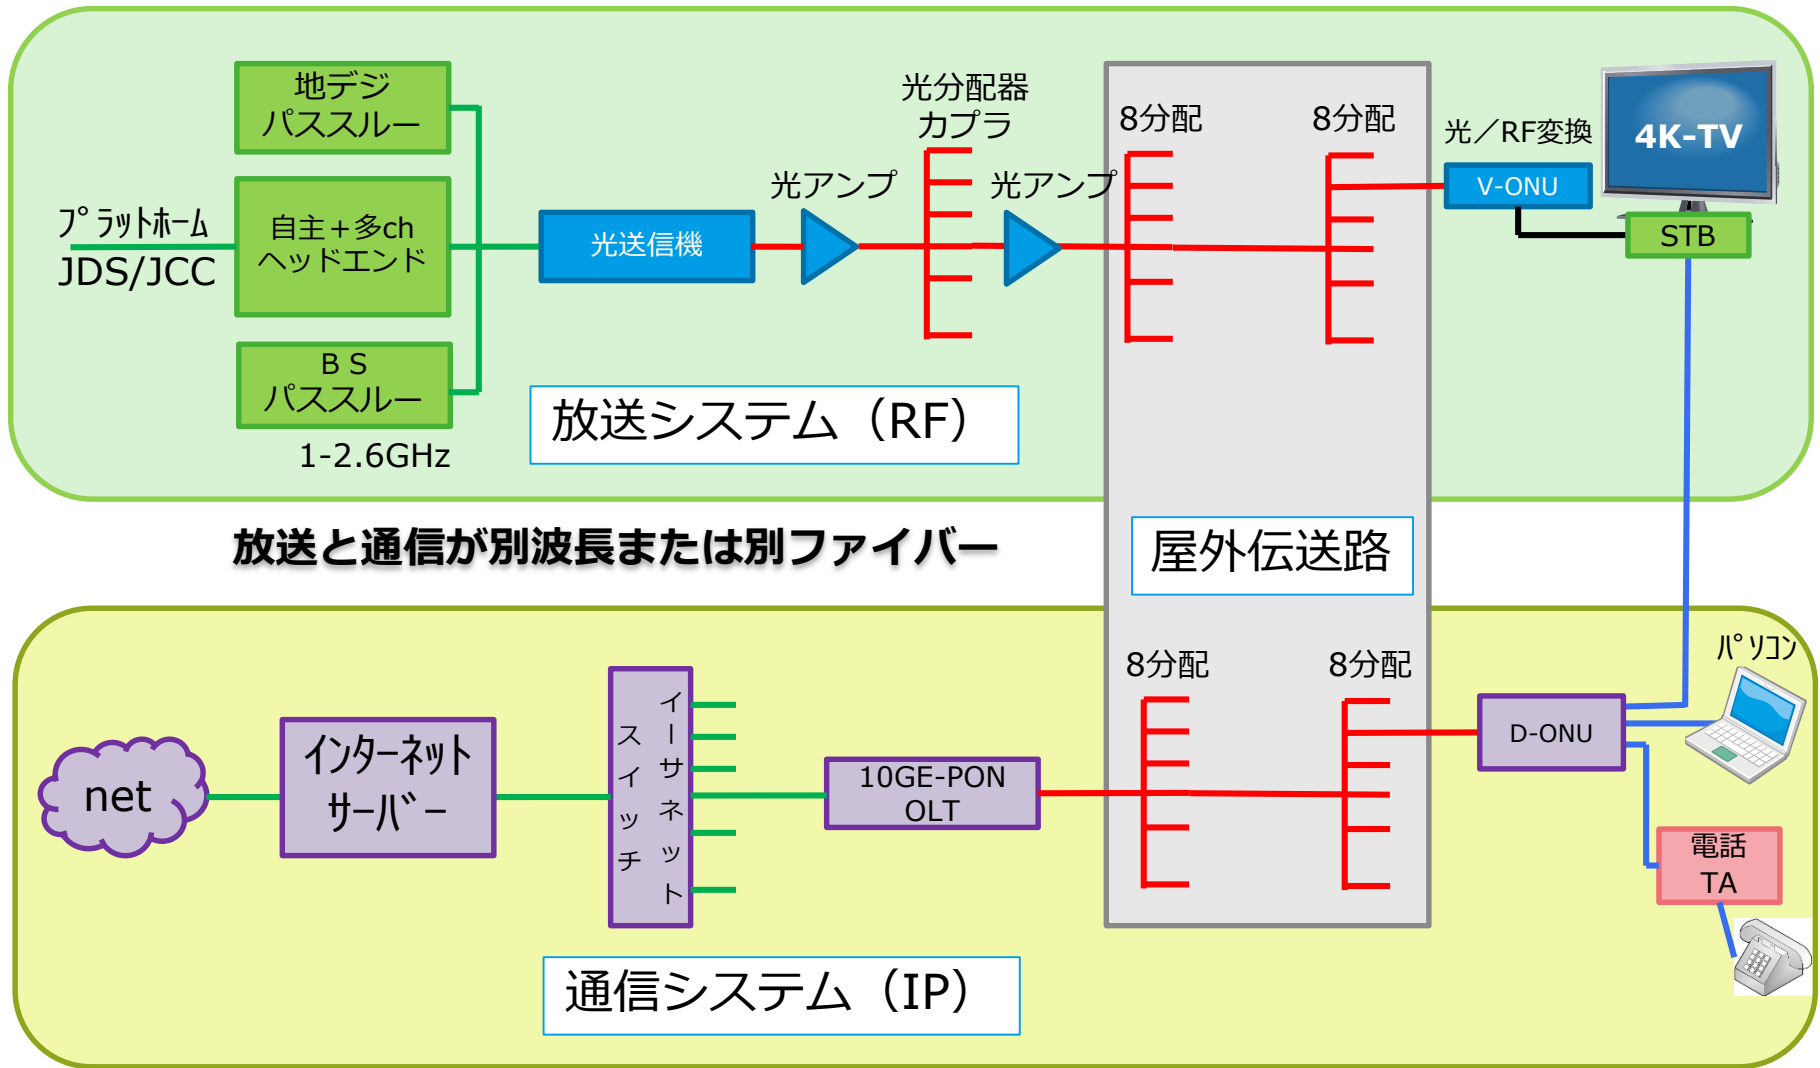 地デジ
パススルー
プラットホーム
JDS/JCC
自主＋多ch
ヘッドエンド
ＢＳ
パススルー
1-2.6GHz
光送信機
光アンプ
光分配器
カプラ
光アンプ
8分配
8分配
光／RF変換
V-ONU
4K-TV
STB
放送システム（RF）
放送と通信が別波長または別ファイバー
屋外伝送路
net
インターネット
サーバー
イーサネット
スイッチ
10GE-PON
OLT
8分配
8分配
D-ONU
パソコン
電話
TA
通信システム（IP）